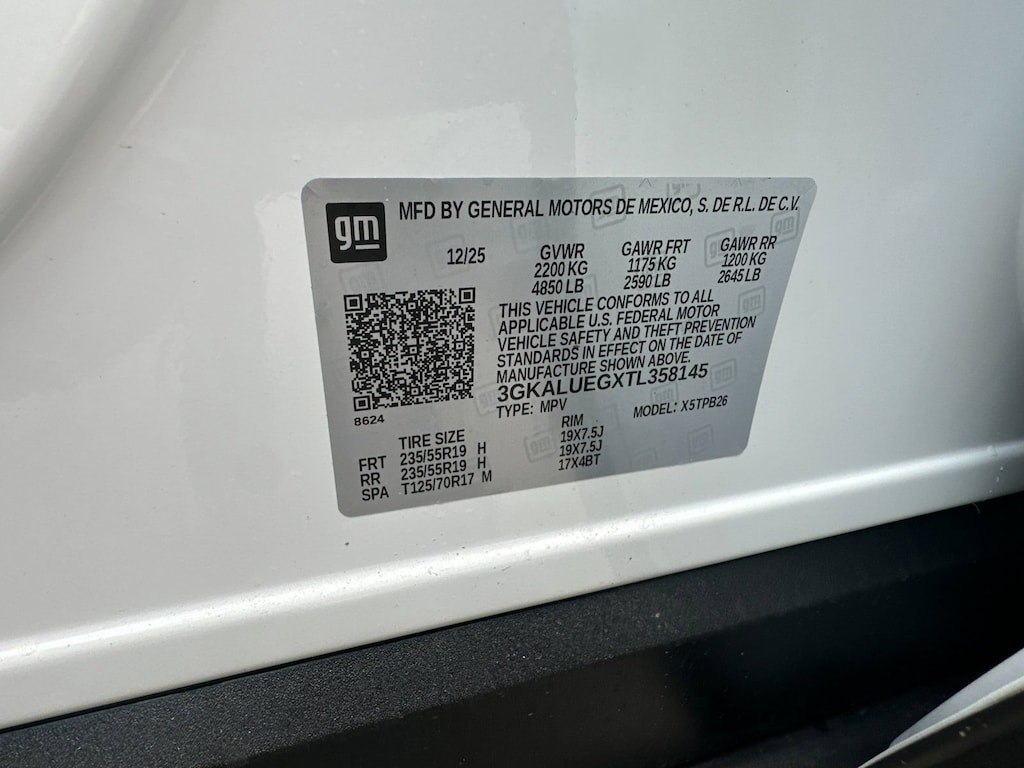 gm
MFD BY GENERAL MOTORS DE MEXICO, S. DE R.L. DE C.V.
12/25
GVWR GAWR FRT GAWR RR
2200 KG 1175 KG 1200 KG
4850 LB 2590 LB 2645 LB
THIS VEHICLE CONFORMS TO ALL
APPLICABLE U.S. FEDERAL MOTOR
VEHICLE SAFETY AND THEFT PREVENTION
STANDARDS IN EFFECT ON THE DATE OF
MANUFACTURE SHOWN ABOVE.
3GKALUEGXTL358145
TYPE: MPV MODEL: X5TPB26
8624
TIRE SIZE RIM
FRT 235/55R19 H 19X7.5J
RR 235/55R19 H 19X7.5J
SPA T125/70R17 M 17X4BT